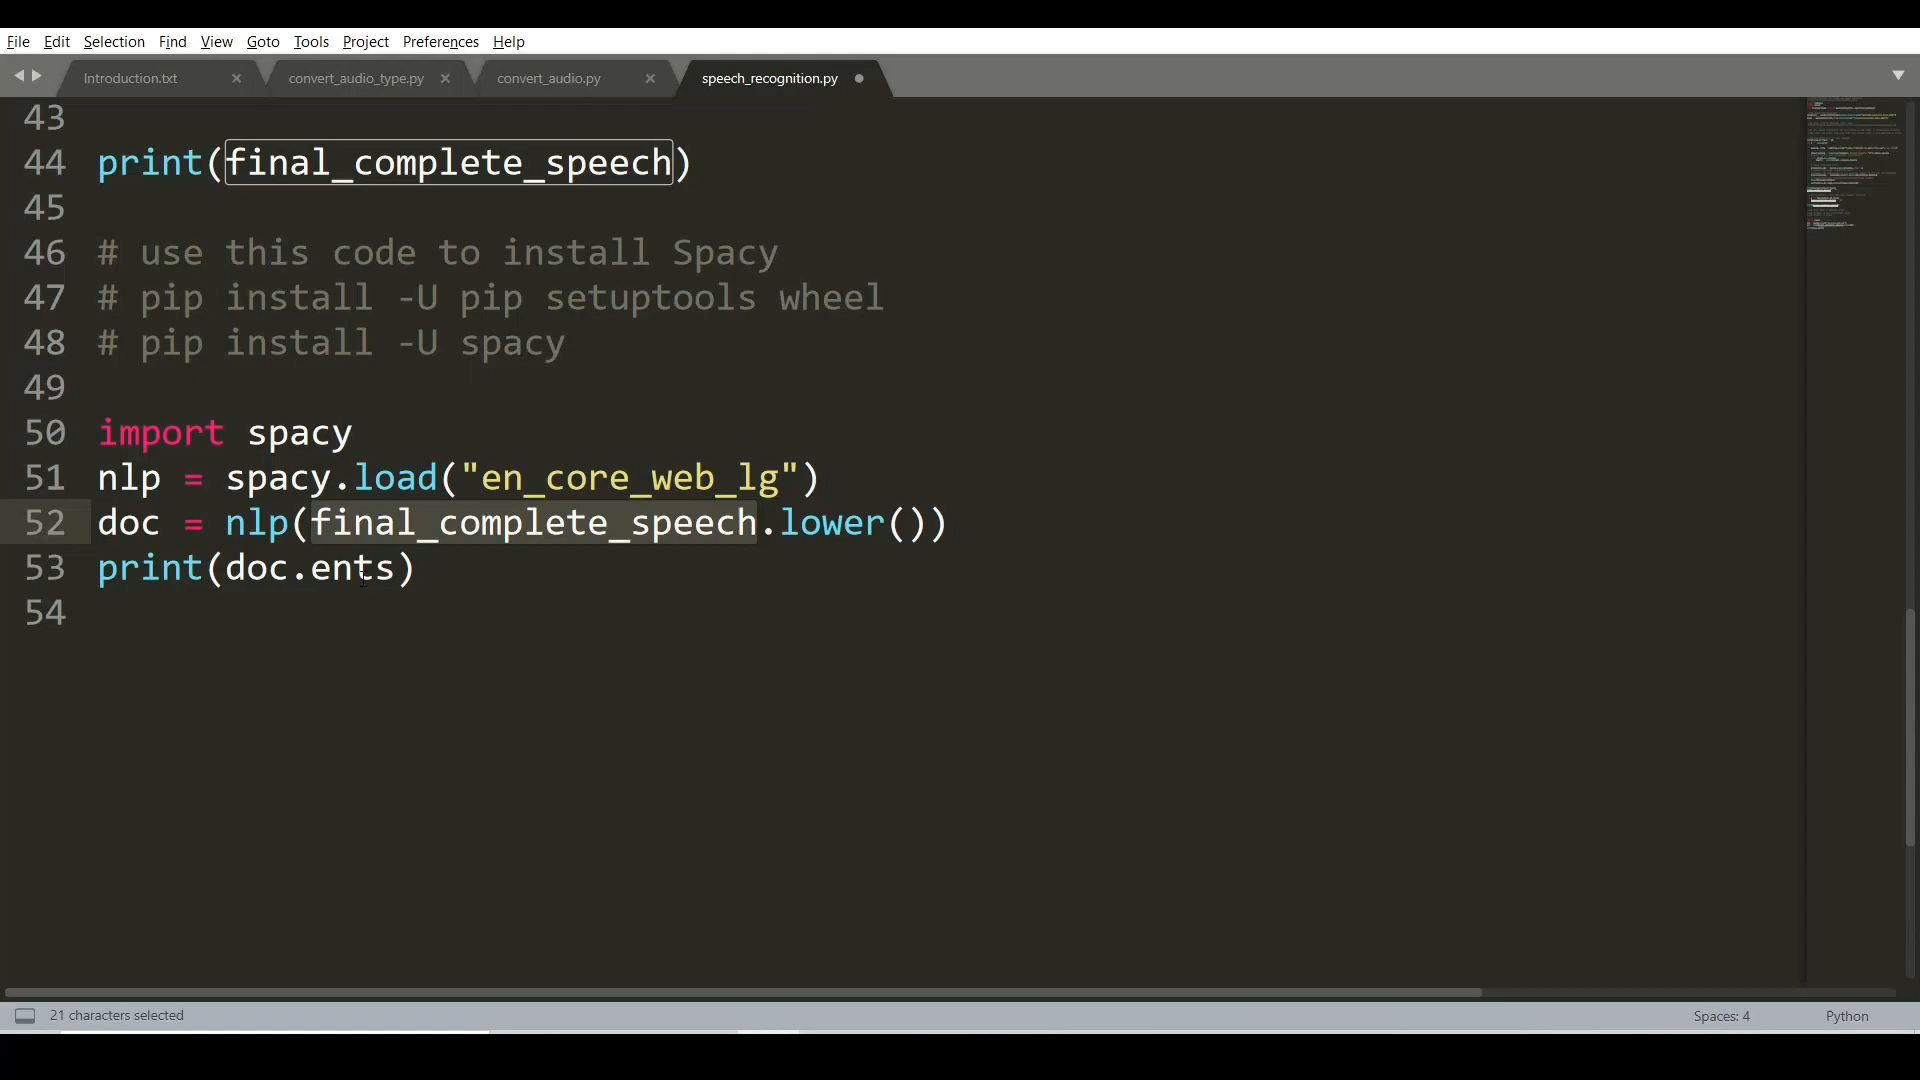 File Edit Selection Find View Goto Tools Project Preferences Help
Introduction.txt convert_audio_type.py convert_audio.py speech_recognition.py
43
44 print(final_complete_speech)
45
46 # use this code to install Spacy
47 # pip install -U pip setuptools wheel
48 # pip install -U spacy
49
50 import spacy
51 nlp = spacy.load("en_core_web_lg")
52 doc = nlp(final_complete_speech.lower())
53 print(doc.ents)
54
21 characters selected Spaces: 4 Python